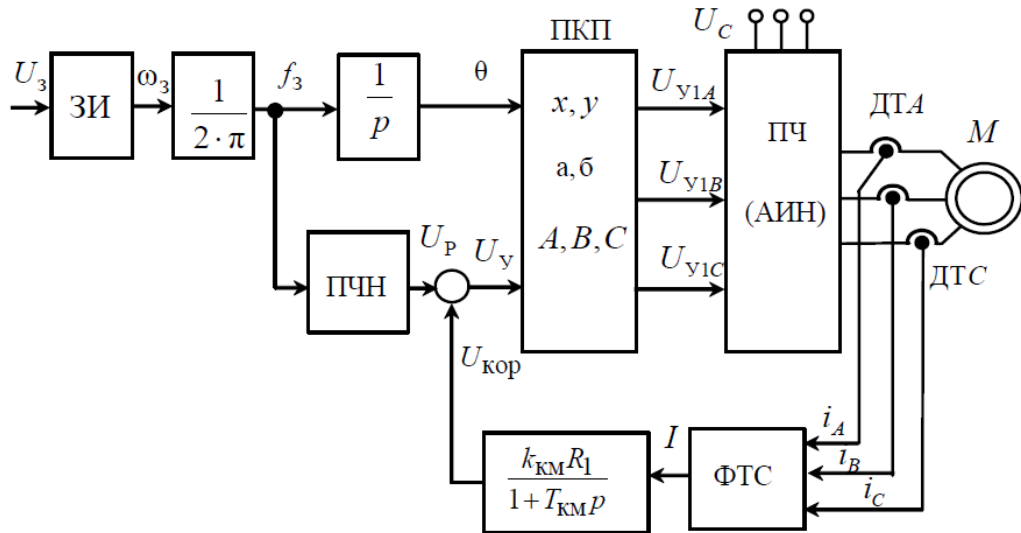 U_C
ПКП
U_з
ЗИ
ω_з
1 / (2 · π)
f_з
1 / p
θ
x, y
а, б
A, B, C
U_У1A
U_У1B
U_У1C
ПЧ
(АИН)
ДТA
M
ДТC
ПЧН
U_Р
U_У
U_кор
k_км R_1 / (1 + T_км p)
I
ФТС
i_A
i_B
i_C